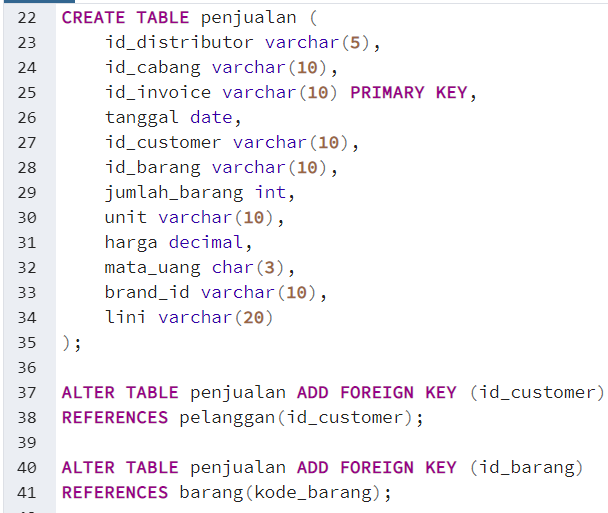 22 CREATE TABLE penjualan (
23 id_distributor varchar(5),
24 id_cabang varchar(10),
25 id_invoice varchar(10) PRIMARY KEY,
26 tanggal date,
27 id_customer varchar(10),
28 id_barang varchar(10),
29 jumlah_barang int,
30 unit varchar(10),
31 harga decimal,
32 mata_uang char(3),
33 brand_id varchar(10),
34 lini varchar(20)
35 );
36
37 ALTER TABLE penjualan ADD FOREIGN KEY (id_customer)
38 REFERENCES pelanggan(id_customer);
39
40 ALTER TABLE penjualan ADD FOREIGN KEY (id_barang)
41 REFERENCES barang(kode_barang);